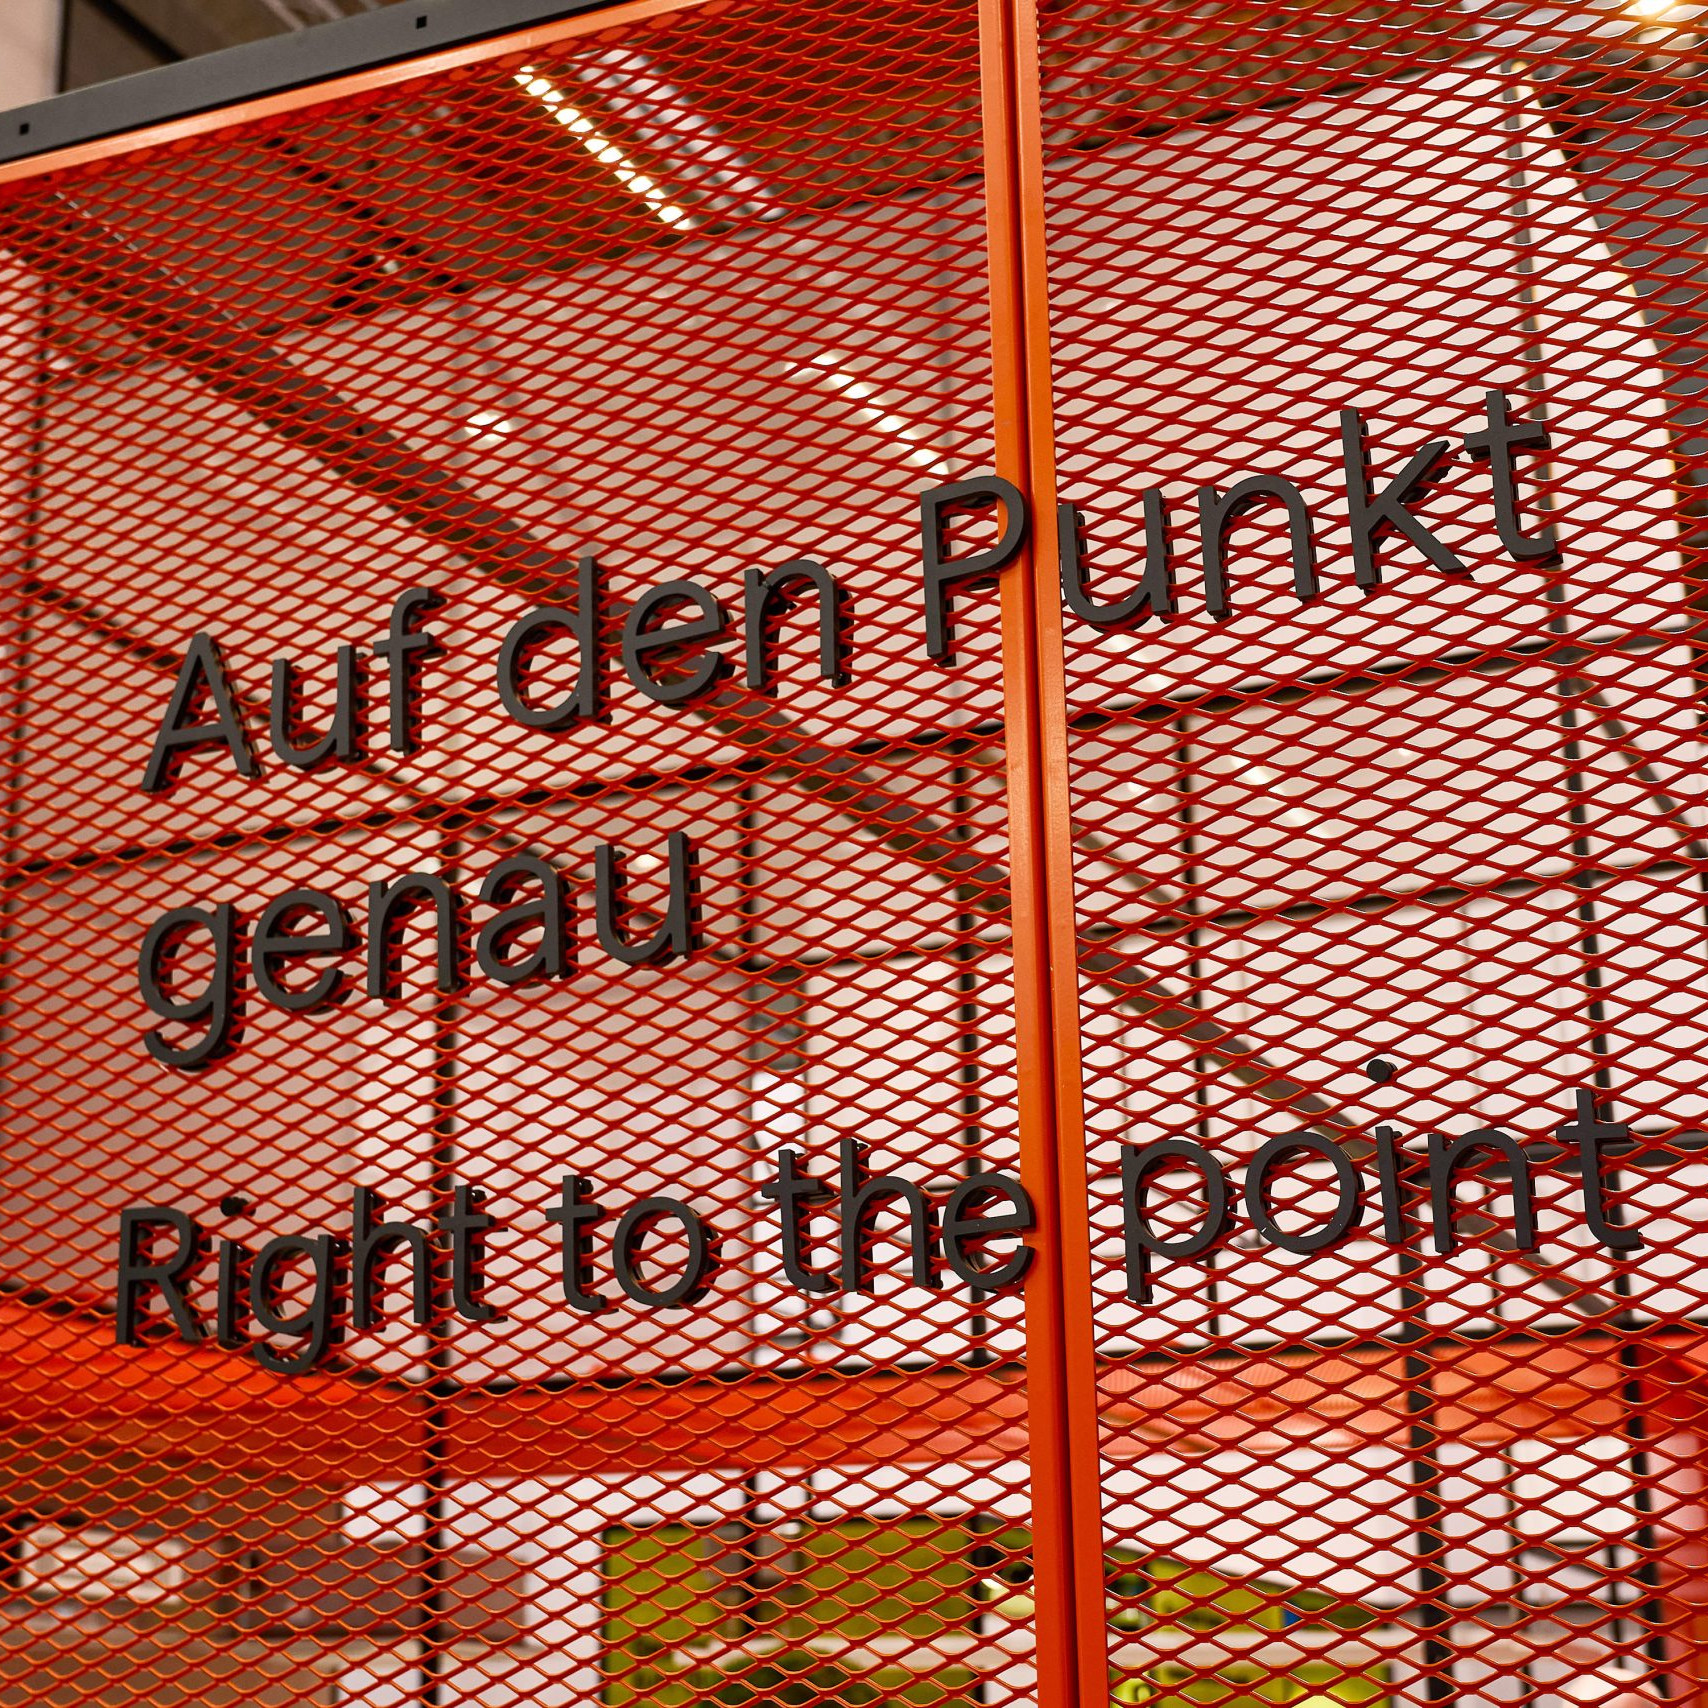 Auf den Punkt
genau
Right to the point